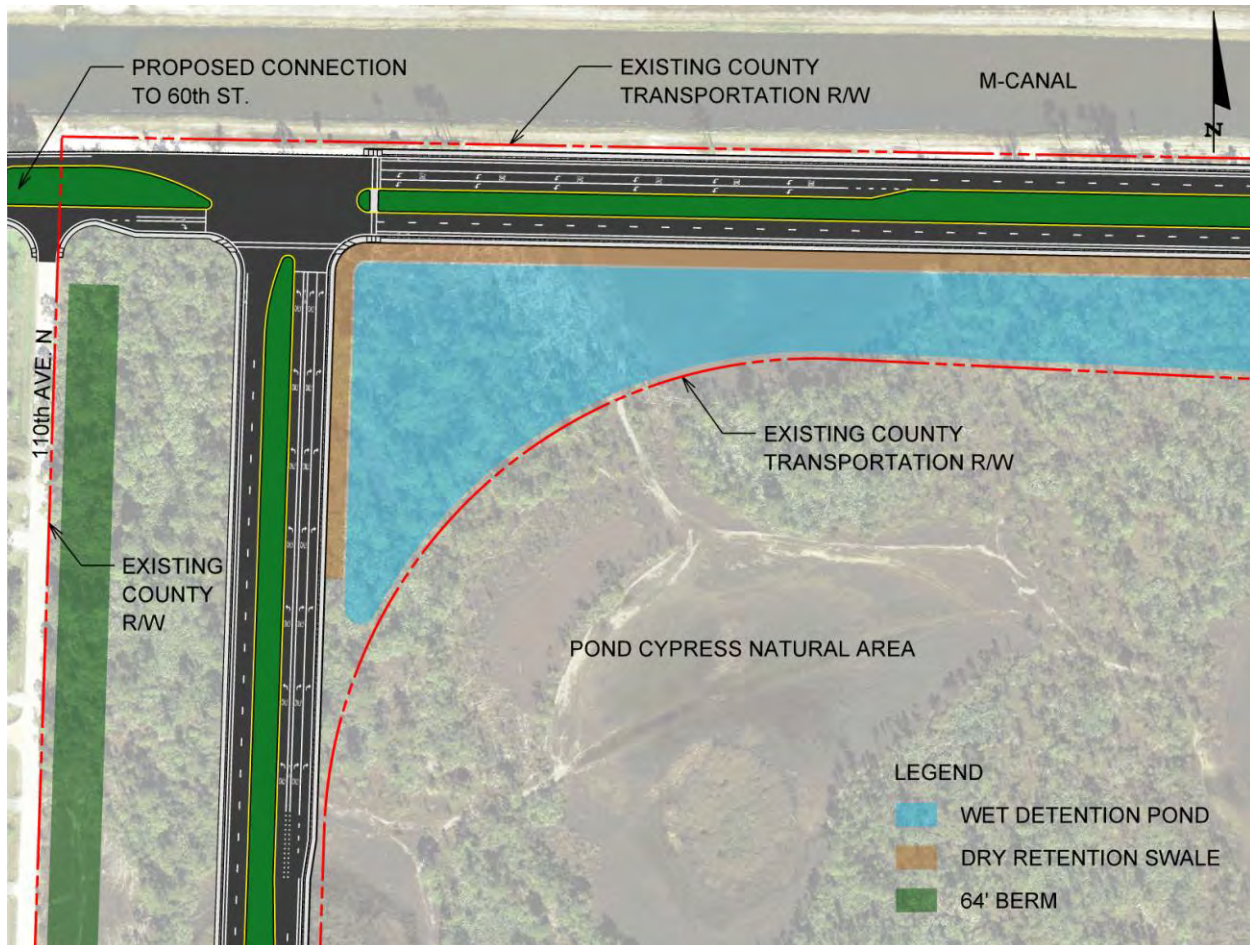 PROPOSED CONNECTION
TO 60th ST.
EXISTING COUNTY
TRANSPORTATION R/W
M-CANAL
N
110th AVE. N
EXISTING COUNTY
TRANSPORTATION R/W
EXISTING
COUNTY
R/W
POND CYPRESS NATURAL AREA
LEGEND
WET DETENTION POND
DRY RETENTION SWALE
64' BERM